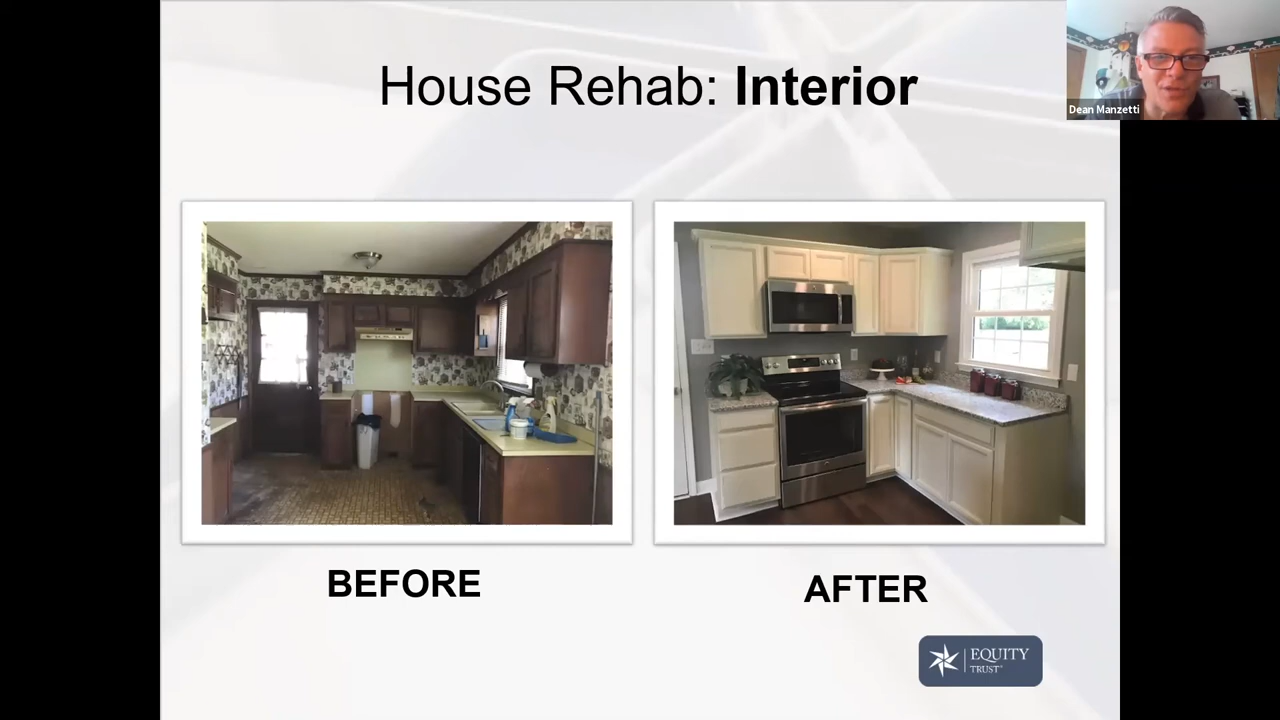 House Rehab: Interior
Dean Manzetti
BEFORE
AFTER
EQUITY
TRUST